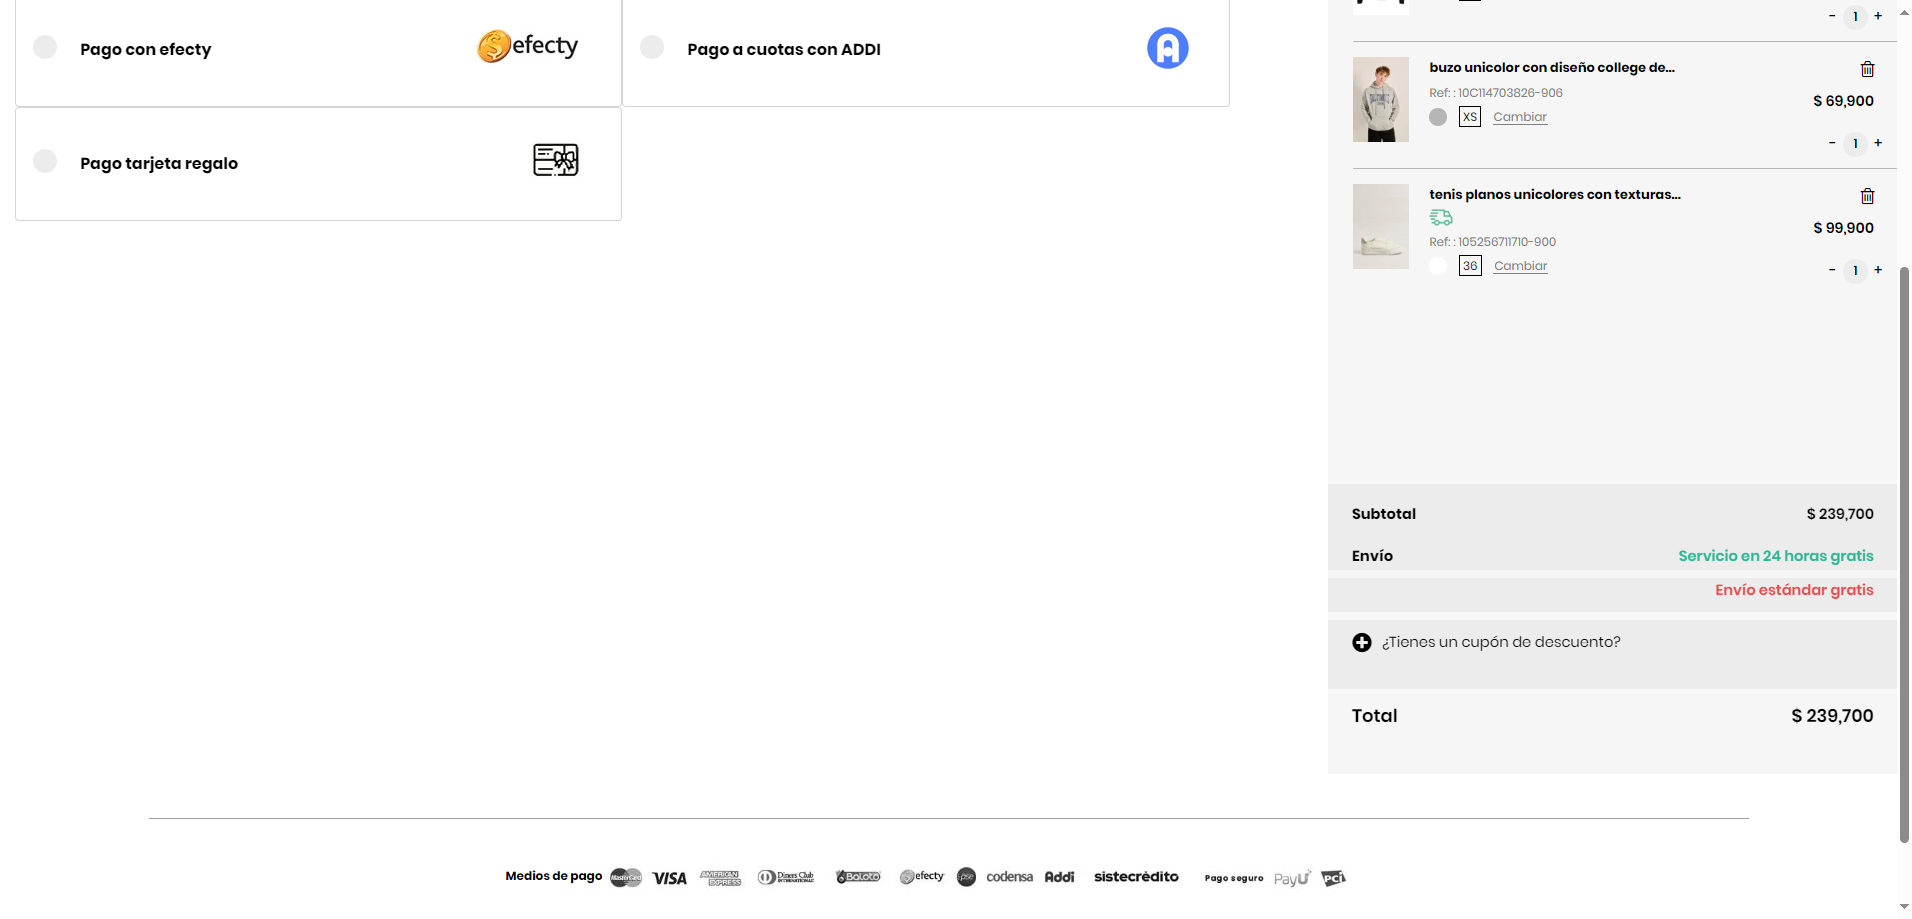 Pago con efecty
efecty
Pago a cuotas con ADDI
Pago tarjeta regalo
- 1 +
buzo unicolor con diseño college de...
Ref: : 10C114703826-906
$ 69,900
XS Cambiar
- 1 +
tenis planos unicolores con texturas...
$ 99,900
Ref: : 105256711710-900
36 Cambiar
- 1 +
Subtotal $ 239,700
Envío Servicio en 24 horas gratis
Envío estándar gratis
¿Tienes un cupón de descuento?
Total $ 239,700
Medios de pago MasterCard VISA AMERICAN EXPRESS Diners Club INTERNATIONAL Baloto efecty pse codensa Addi sistecrédito Pago seguro PayU PCI